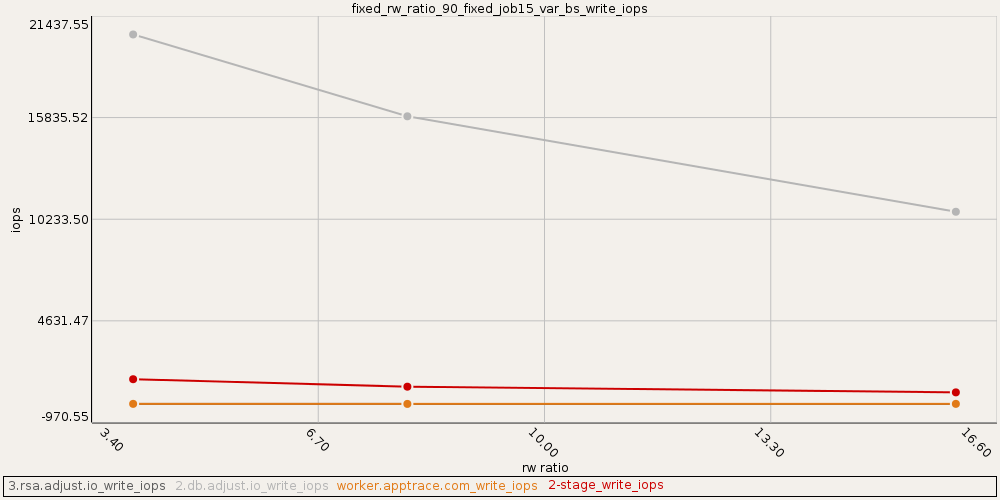 fixed_rw_ratio_90_fixed_job15_var_bs_write_iops
21437.55
15835.52
10233.50
4631.47
-970.55
iops
3.40 6.70 10.00 13.30 16.60
rw ratio
3.rsa.adjust.io_write_iops 2.db.adjust.io_write_iops worker.apptrace.com_write_iops 2-stage_write_iops